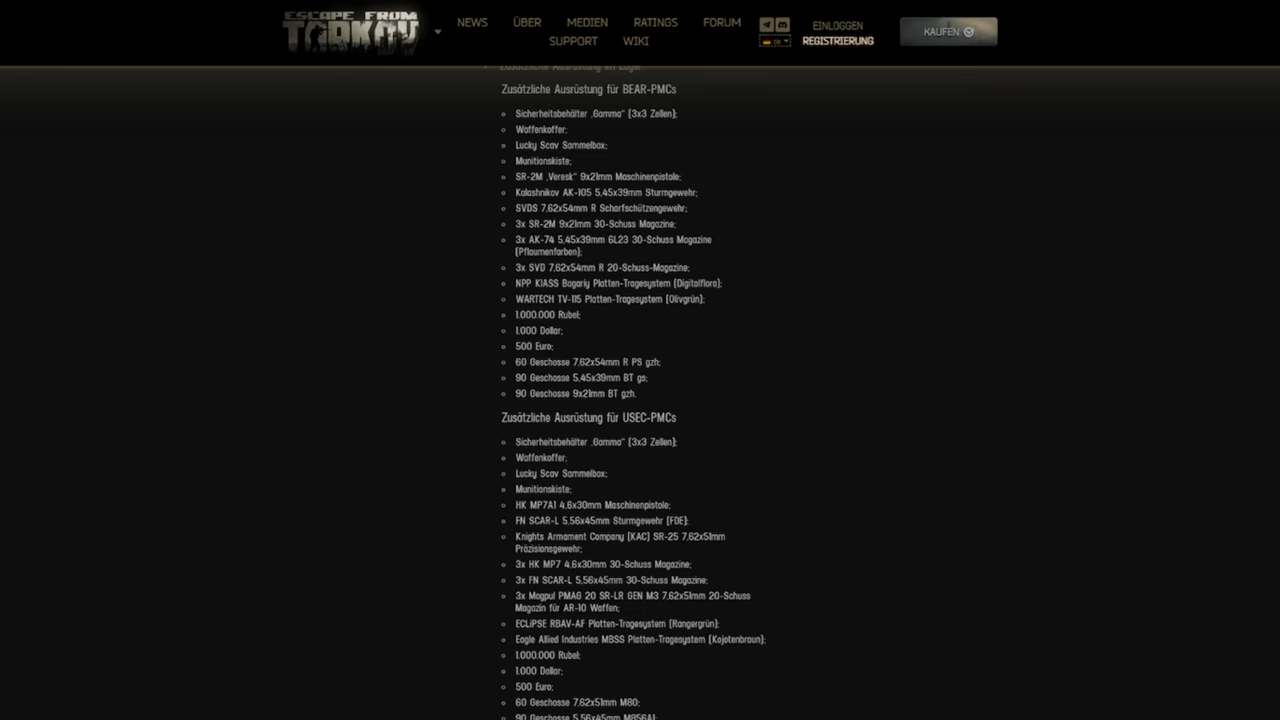 ESCAPE FROM
TARKOV
NEWS ÜBER MEDIEN RATINGS FORUM
SUPPORT WIKI
de
EINLOGGEN
REGISTRIERUNG
KAUFEN
Zusätzliche Ausrüstung im Lager:
Zusätzliche Ausrüstung für BEAR-PMCs
Sicherheitsbehälter „Gamma“ (3x3 Zellen);
Waffenkoffer;
Lucky Scav Sammelbox;
Munitionskiste;
SR-2M „Veresk“ 9x21mm Maschinenpistole;
Kalashnikov AK-105 5,45x39mm Sturmgewehr;
SVDS 7,62x54mm R Scharfschützengewehr;
3x SR-2M 9x21mm 30-Schuss Magazine;
3x AK-74 5,45x39mm 6L23 30-Schuss Magazine
(Pflaumenfarben);
3x SVD 7,62x54mm R 20-Schuss-Magazine;
NPP KlASS Bagariy Platten-Tragesystem (Digitalflora);
WARTECH TV-115 Platten-Tragesystem (Olivgrün);
1.000.000 Rubel;
1.000 Dollar;
500 Euro;
60 Geschosse 7,62x54mm R PS gzh;
90 Geschosse 5,45x39mm BT gs;
90 Geschosse 9x21mm BT gzh.
Zusätzliche Ausrüstung für USEC-PMCs
Sicherheitsbehälter „Gamma“ (3x3 Zellen);
Waffenkoffer;
Lucky Scav Sammelbox;
Munitionskiste;
HK MP7A1 4,6x30mm Maschinenpistole;
FN SCAR-L 5,56x45mm Sturmgewehr (FDE);
Knights Armament Company (KAC) SR-25 7,62x51mm
Präzisionsgewehr;
3x HK MP7 4,6x30mm 30-Schuss Magazine;
3x FN SCAR-L 5,56x45mm 30-Schuss Magazine;
3x Magpul PMAG 20 SR-LR GEN M3 7,62x51mm 20-Schuss
Magazin für AR-10 Waffen;
ECLiPSE RBAV-AF Platten-Tragesystem (Rangergrün);
Eagle Allied Industries MBSS Platten-Tragesystem (Kojotenbraun);
1.000.000 Rubel;
1.000 Dollar;
500 Euro;
60 Geschosse 7,62x51mm M80;
90 Geschosse 5,56x45mm M856A1;